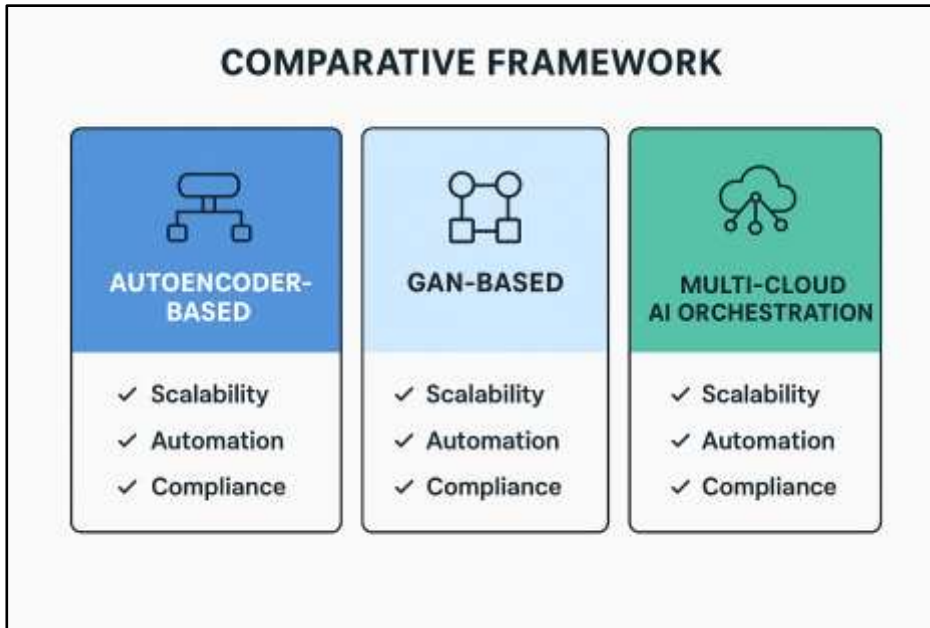 COMPARATIVE FRAMEWORK
AUTOENCODER-
BASED
✓ Scalability
✓ Automation
✓ Compliance
GAN-BASED
✓ Scalability
✓ Automation
✓ Compliance
MULTI-CLOUD
AI ORCHESTRATION
✓ Scalability
✓ Automation
✓ Compliance